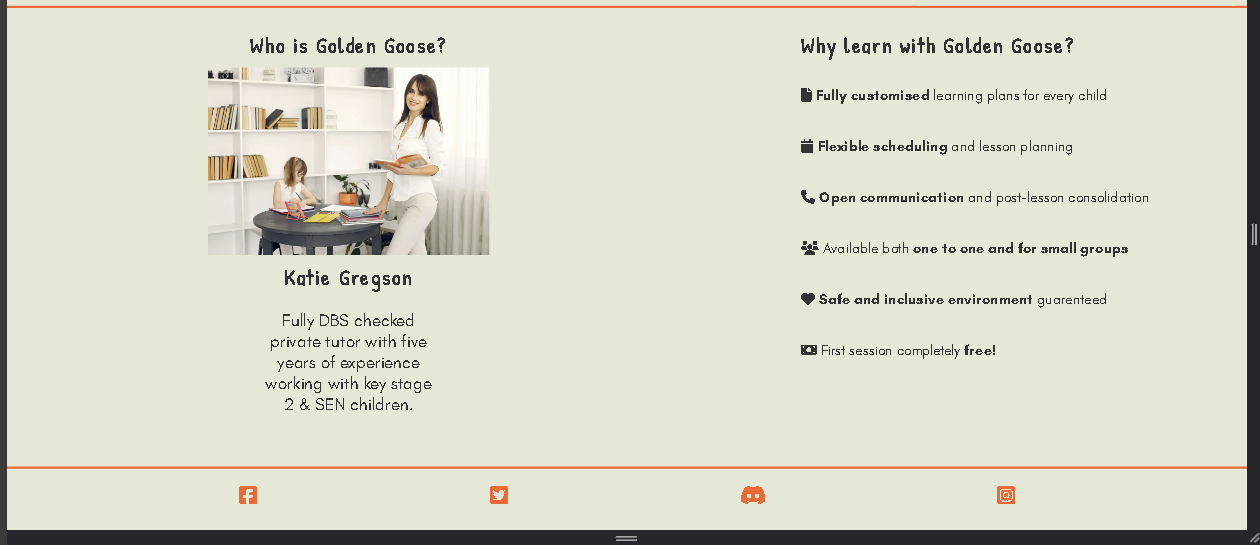 Who is Golden Goose?
Katie Gregson
Fully DBS checked
private tutor with five
years of experience
working with key stage
2 & SEN children.
Why learn with Golden Goose?
Fully customised learning plans for every child
Flexible scheduling and lesson planning
Open communication and post-lesson consolidation
Available both one to one and for small groups
Safe and inclusive environment guarenteed
First session completely free!